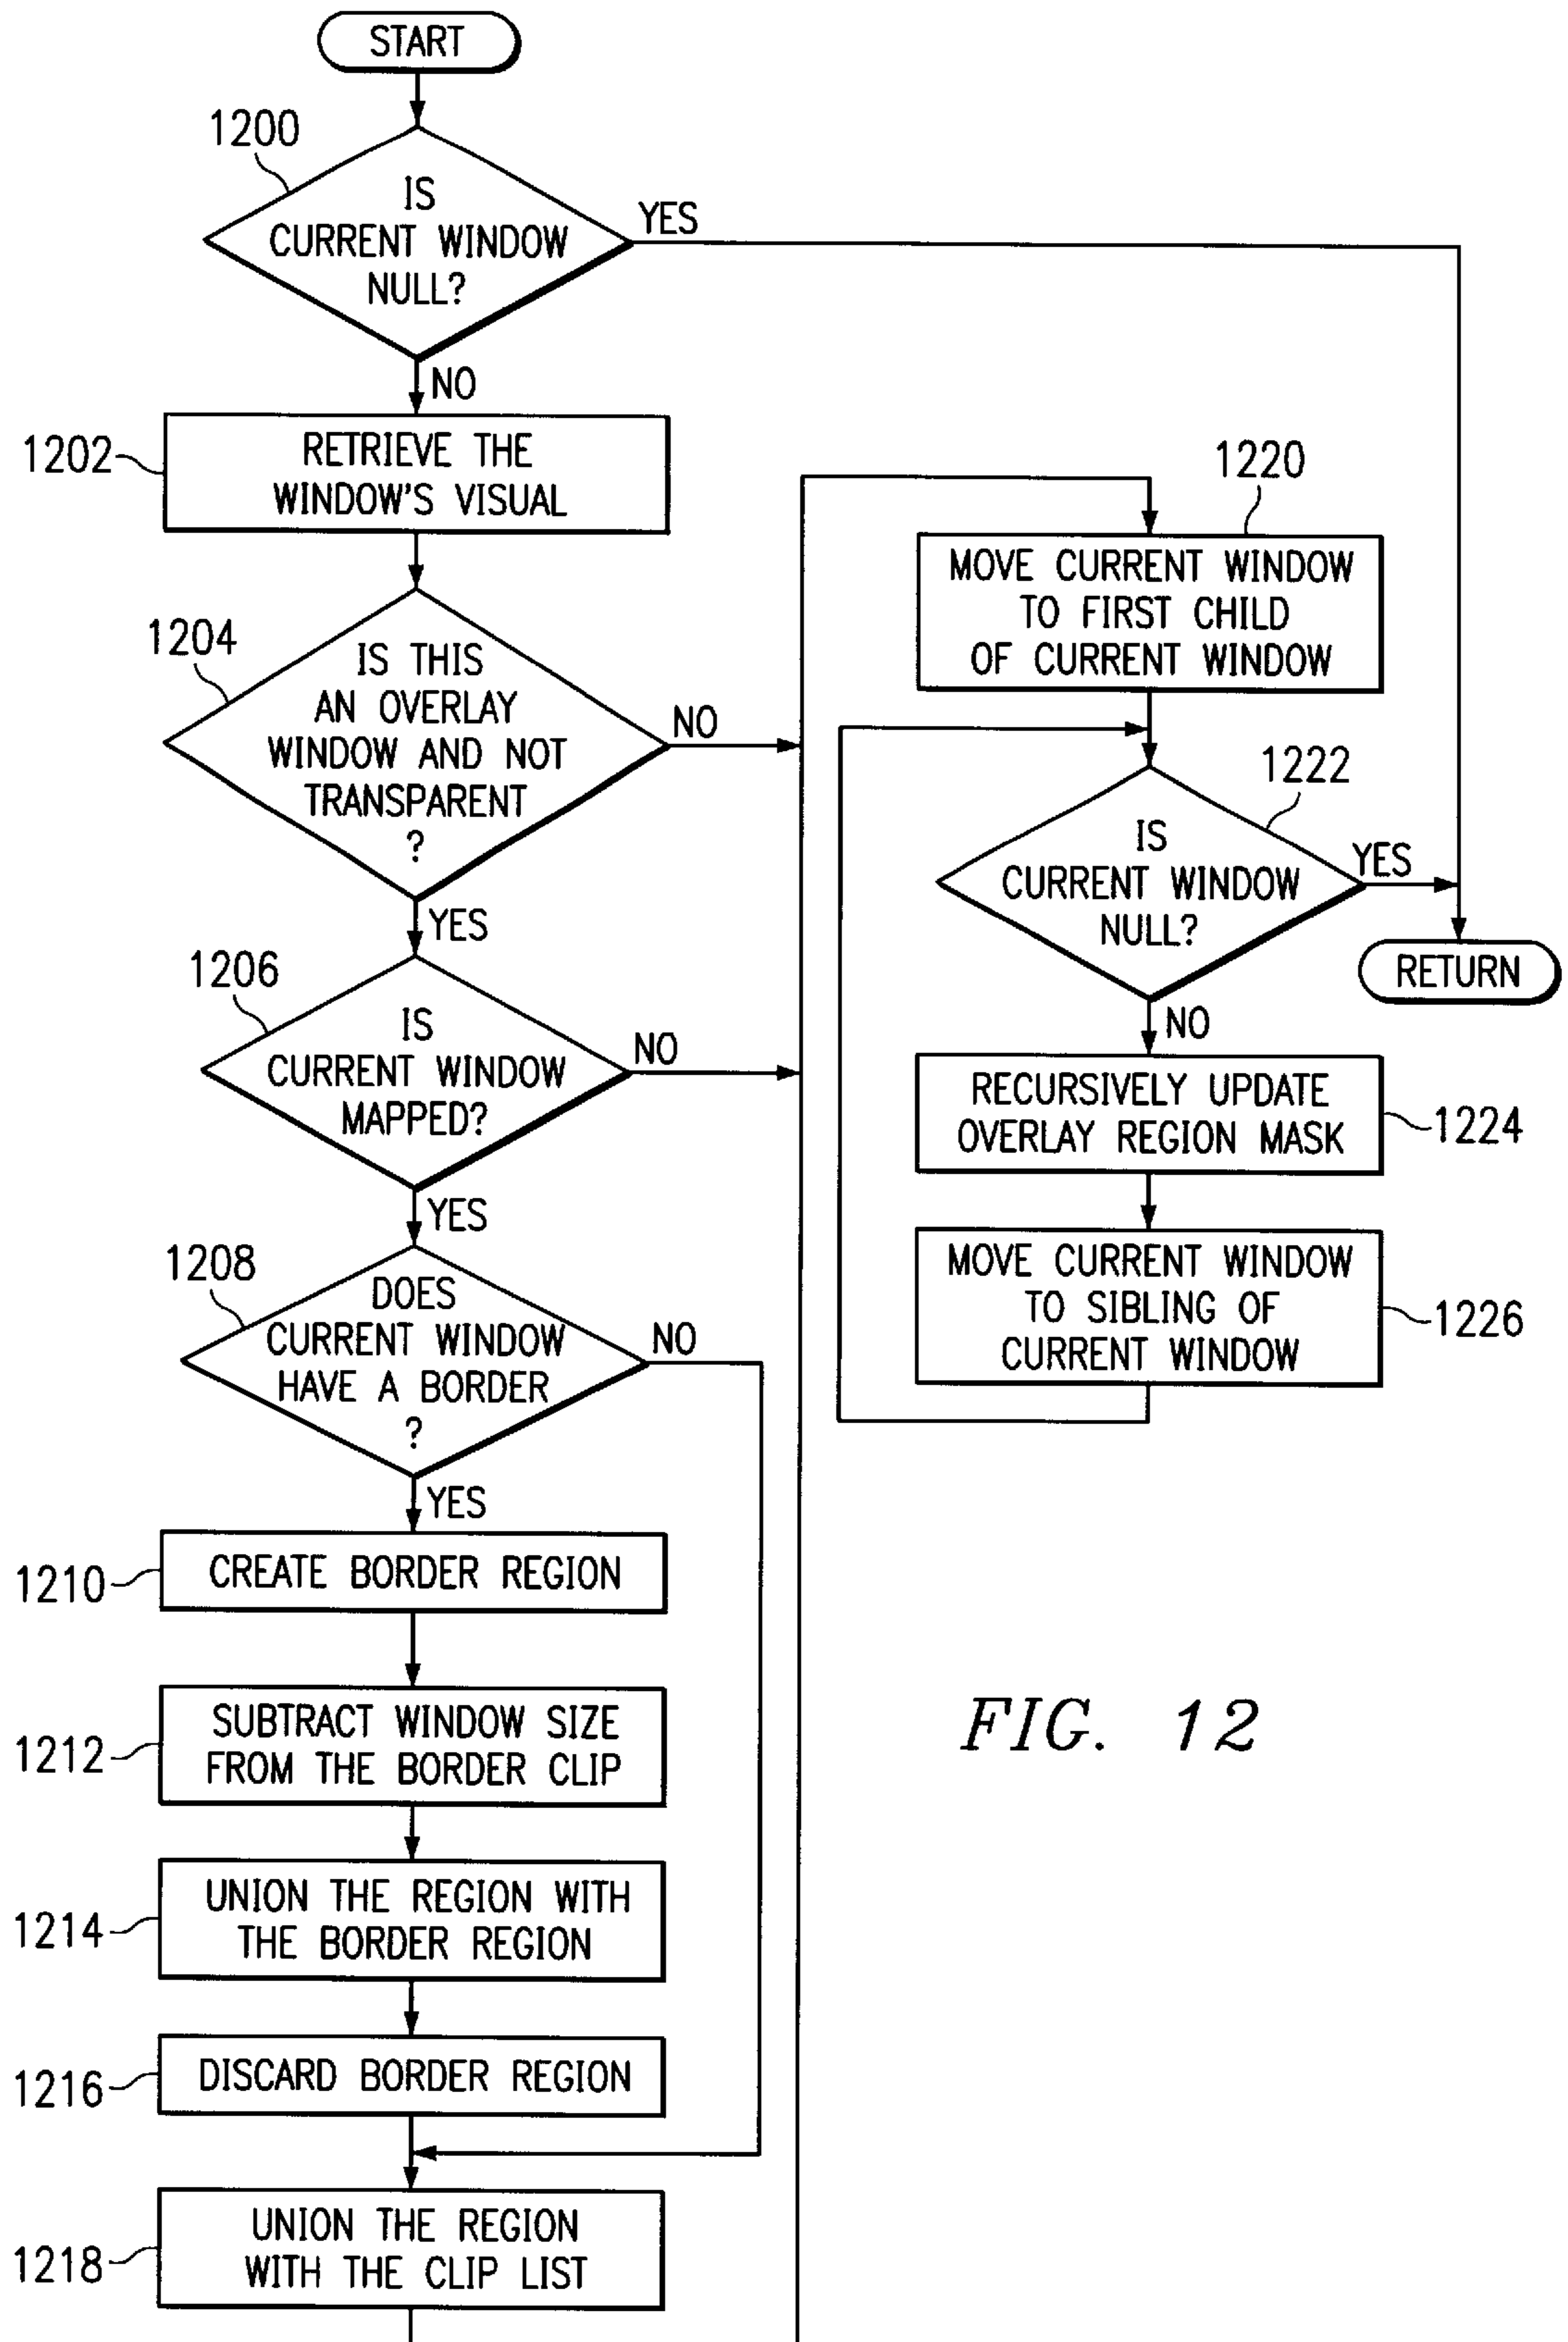 START
1200
IS
CURRENT WINDOW
NULL?
YES
NO
1202
RETRIEVE THE
WINDOW'S VISUAL
1204
IS THIS
AN OVERLAY
WINDOW AND NOT
TRANSPARENT
?
NO
YES
1206
IS
CURRENT WINDOW
MAPPED?
NO
YES
1208
DOES
CURRENT WINDOW
HAVE A BORDER
?
NO
YES
1210
CREATE BORDER REGION
1212
SUBTRACT WINDOW SIZE
FROM THE BORDER CLIP
1214
UNION THE REGION WITH
THE BORDER REGION
1216
DISCARD BORDER REGION
1218
UNION THE REGION
WITH THE CLIP LIST
1220
MOVE CURRENT WINDOW
TO FIRST CHILD
OF CURRENT WINDOW
1222
IS
CURRENT WINDOW
NULL?
YES
RETURN
NO
RECURSIVELY UPDATE
OVERLAY REGION MASK
1224
MOVE CURRENT WINDOW
TO SIBLING OF
CURRENT WINDOW
1226
FIG. 12